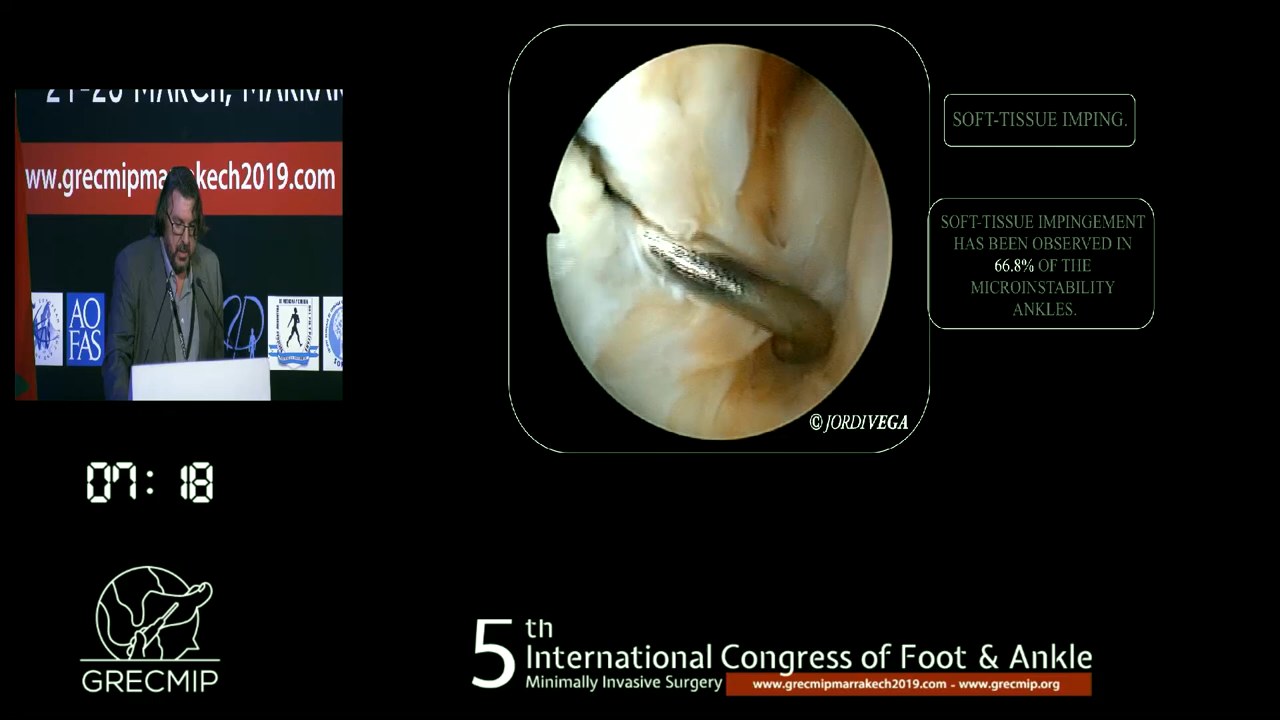 ww.grecmipmarrakech2019.com
AO
FAS
07: 18
GRECMIP
© JORDIVEGA
SOFT-TISSUE IMPING.
SOFT-TISSUE IMPINGEMENT
HAS BEEN OBSERVED IN
66.8% OF THE
MICROINSTABILITY
ANKLES.
5th
International Congress of Foot & Ankle
Minimally Invasive Surgery
www.grecmipmarrakech2019.com - www.grecmip.org